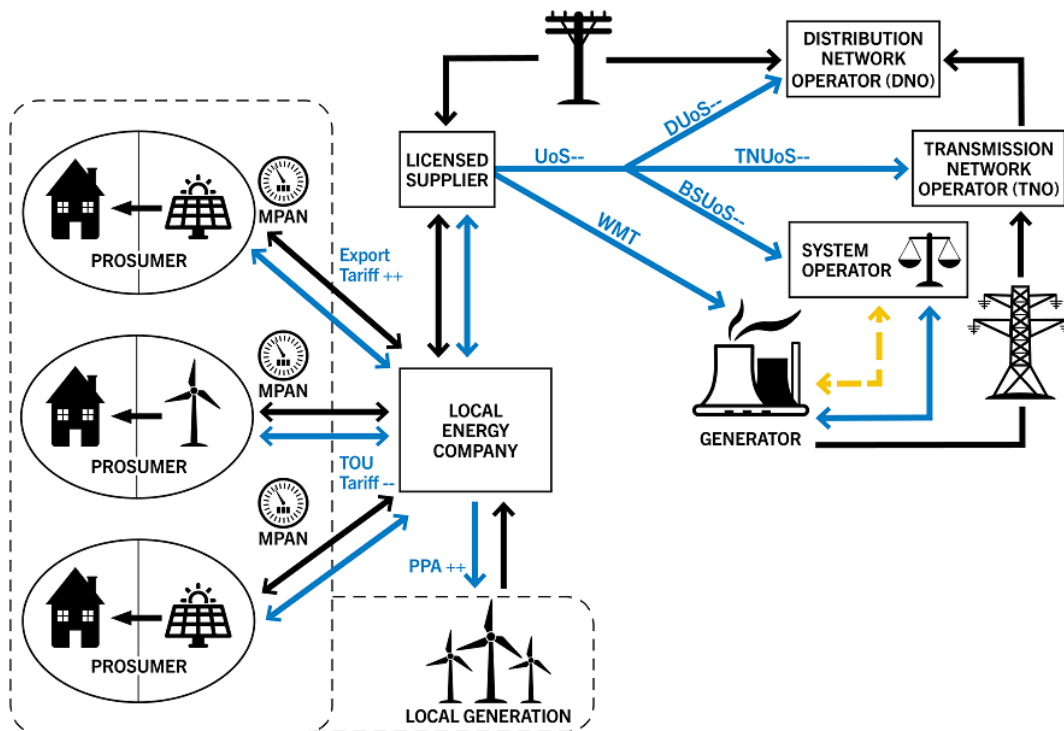 DISTRIBUTION
NETWORK
OPERATOR (DNO)
DUoS--
LICENSED
SUPPLIER
UoS--
TNUoS--
TRANSMISSION
NETWORK
OPERATOR (TNO)
BSUoS--
WMT
SYSTEM
OPERATOR
MPAN
PROSUMER
Export
Tariff ++
MPAN
PROSUMER
LOCAL
ENERGY
COMPANY
GENERATOR
TOU
Tariff --
MPAN
PPA ++
PROSUMER
LOCAL GENERATION